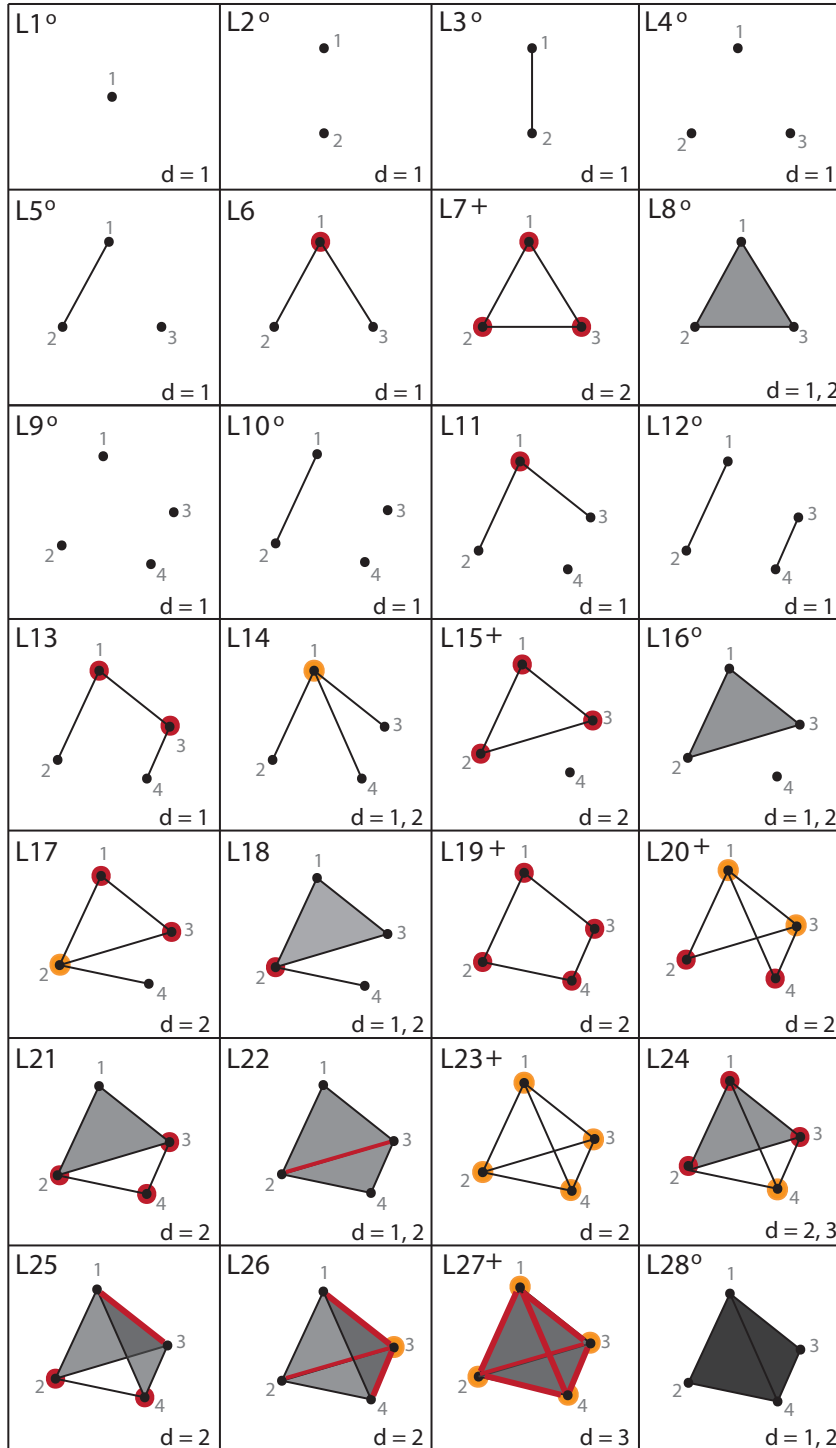 L1° L2° L3° L4°
1 1 1 1
2 2 2 3
d = 1 d = 1 d = 1 d = 1
L5° L6 L7+ L8°
1 1 1 1
2 3 2 3 2 3 2 3
d = 1 d = 1 d = 2 d = 1, 2
L9° L10° L11 L12°
1 1 1 1
3 3 3 3
2 2 2 2
4 4 4 4
d = 1 d = 1 d = 1 d = 1
L13 L14 L15+ L16°
1 1 1 1
3 3 3 3
2 2 2 2
4 4 4 4
d = 1 d = 1, 2 d = 2 d = 1, 2
L17 L18 L19+ L20+
1 1 1 1
3 3 3 3
2 2 2 2
4 4 4 4
d = 2 d = 1, 2 d = 2 d = 2
L21 L22 L23+ L24
1 1 1 1
3 3 3 3
2 2 2 2
4 4 4 4
d = 2 d = 1, 2 d = 2 d = 2, 3
L25 L26 L27+ L28°
1 1 1 1
3 3 3 3
2 2 2 2
4 4 4 4
d = 2 d = 2 d = 3 d = 1, 2